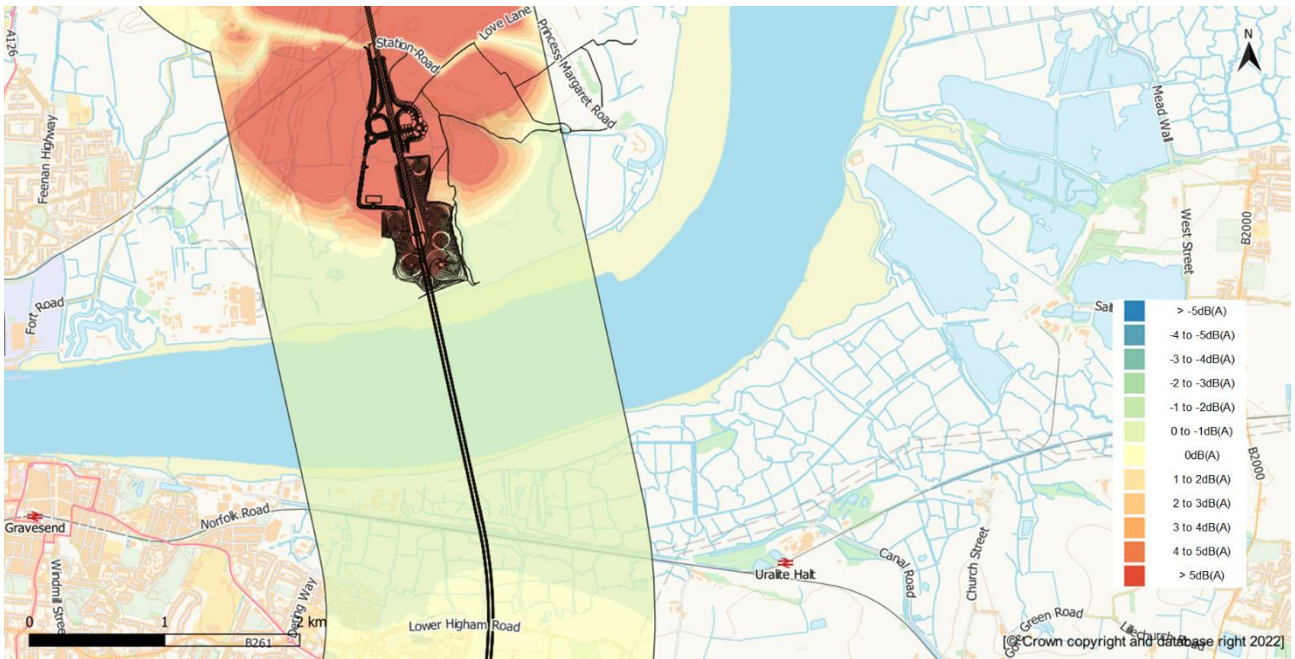 A126
Love Lane
Station Road
Princess Margaret Road
N
Mead Wall
Feenan Highway
West Street
B2000
Fort Road
> -5dB(A)
-4 to -5dB(A)
-3 to -4dB(A)
-2 to -3dB(A)
-1 to -2dB(A)
0 to -1dB(A)
0dB(A)
1 to 2dB(A)
2 to 3dB(A)
3 to 4dB(A)
4 to 5dB(A)
> 5dB(A)
B2000
Norfolk Road
Gravesend
Windmill Street
Uralite Halt
Canal Road
Church Street
Dering Way
Lower Higham Road
Green Road
0 1 2 km
B261
[© Crown copyright and database right 2022]